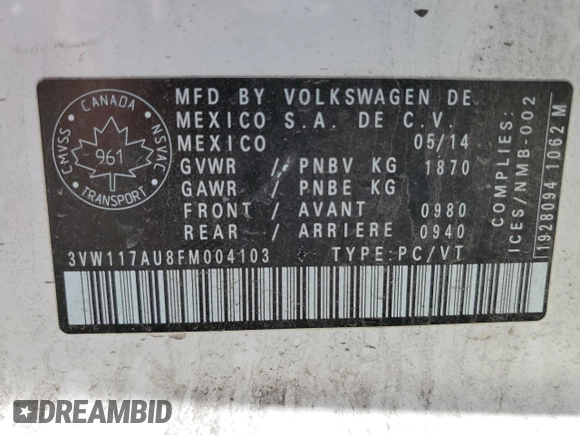 CANADA
CMVSS
NSVAC
961
TRANSPORT
MFD BY VOLKSWAGEN DE
MEXICO S.A. DE C.V.
MEXICO 05/14
GVWR / PNBV KG 1870
GAWR / PNBE KG
FRONT / AVANT 0980
REAR / ARRIERE 0940
3VW117AU8FM004103 TYPE:PC/VT
COMPLIES:
ICES/NMB-002
1928094 1062 M
DREAMBID